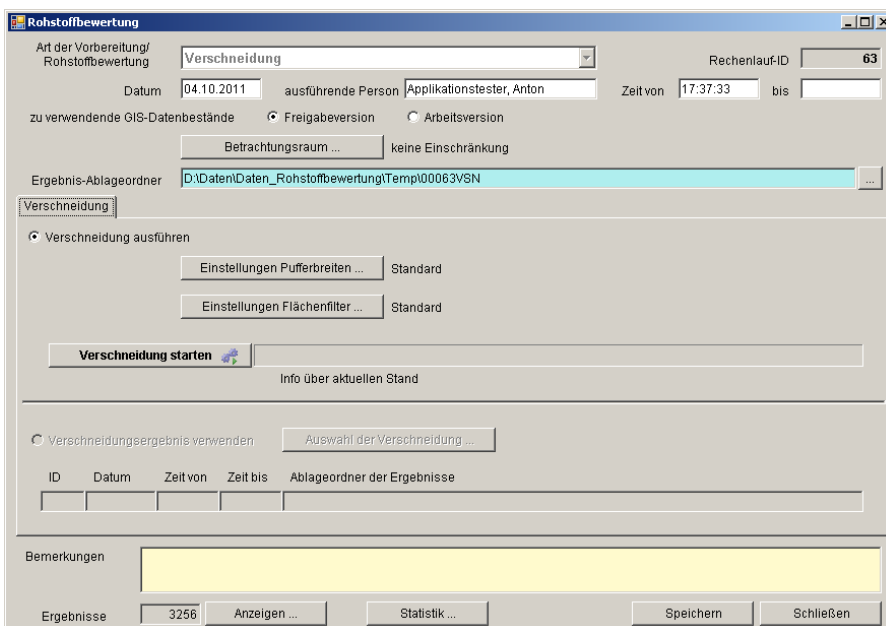 Rohstoffbewertung
Art der Vorbereitung/
Rohstoffbewertung Verschneidung Rechenlauf-ID 63
Datum 04.10.2011 ausführende Person Applikationstester, Anton Zeit von 17:37:33 bis
zu verwendende GIS-Datenbestände Freigabeversion Arbeitsversion
Betrachtungsraum ... keine Einschränkung
Ergebnis-Ablageordner D:\Daten\Daten_Rohstoffbewertung\Temp\00063VSN ...
Verschneidung
Verschneidung ausführen
Einstellungen Pufferbreiten ... Standard
Einstellungen Flächenfilter ... Standard
Verschneidung starten
Info über aktuellen Stand
Verschneidungsergebnis verwenden Auswahl der Verschneidung ...
ID Datum Zeit von Zeit bis Ablageordner der Ergebnisse
Bemerkungen
Ergebnisse 3256 Anzeigen ... Statistik ... Speichern Schließen